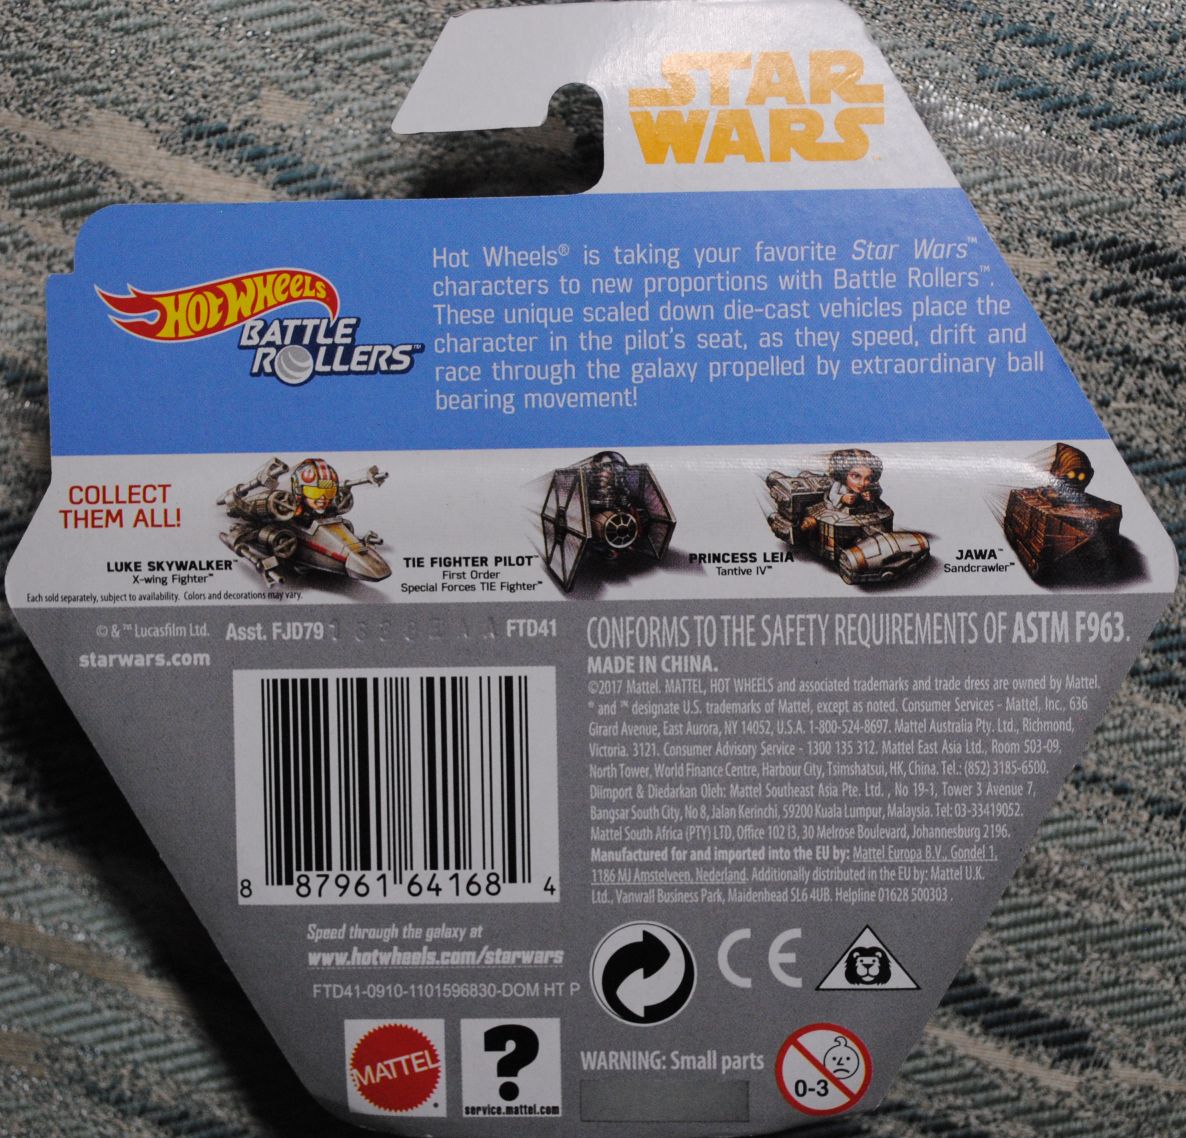 STAR
WARS
Hot Wheels® is taking your favorite Star Wars™
characters to new proportions with Battle Rollers™.
These unique scaled down die-cast vehicles place the
character in the pilot's seat, as they speed, drift and
race through the galaxy propelled by extraordinary ball
bearing movement!
HOT WHEELS
BATTLE
ROLLERS™
COLLECT
THEM ALL!
LUKE SKYWALKER™
X-wing Fighter™
TIE FIGHTER PILOT™
First Order
Special Forces TIE Fighter™
PRINCESS LEIA
Tantive IV™
JAWA™
Sandcrawler™
Each sold separately, subject to availability. Colors and decorations may vary.
© & ™ Lucasfilm Ltd.
starwars.com
Asst. FJD79
FTD41
8 87961 64168 4
Speed through the galaxy at
www.hotwheels.com/starwars
FTD41-0910-1101596830-DOM HT P
MATTEL
?
service.mattel.com
CONFORMS TO THE SAFETY REQUIREMENTS OF ASTM F963.
MADE IN CHINA.
©2017 Mattel. MATTEL, HOT WHEELS and associated trademarks and trade dress are owned by Mattel.
® and ™ designate U.S. trademarks of Mattel, except as noted. Consumer Services - Mattel, Inc., 636
Girard Avenue, East Aurora, NY 14052, U.S.A. 1-800-524-8697. Mattel Australia Pty. Ltd., Richmond,
Victoria. 3121. Consumer Advisory Service - 1300 135 312. Mattel East Asia Ltd., Room 503-09,
North Tower, World Finance Centre, Harbour City, Tsimshatsui, HK, China. Tel.: (852) 3185-6500.
Diimport & Diedarkan Oleh: Mattel Southeast Asia Pte. Ltd. , No 19-1, Tower 3 Avenue 7,
Bangsar South City, No 8, Jalan Kerinchi, 59200 Kuala Lumpur, Malaysia. Tel: 03-33419052.
Mattel South Africa (PTY) LTD, Office 102 I3, 30 Melrose Boulevard, Johannesburg 2196.
Manufactured for and imported into the EU by: Mattel Europa B.V., Gondel 1,
1186 MJ Amstelveen, Nederland. Additionally distributed in the EU by: Mattel U.K.
Ltd., Vanwall Business Park, Maidenhead SL6 4UB. Helpline 01628 500303 .
CE
WARNING: Small parts
0-3